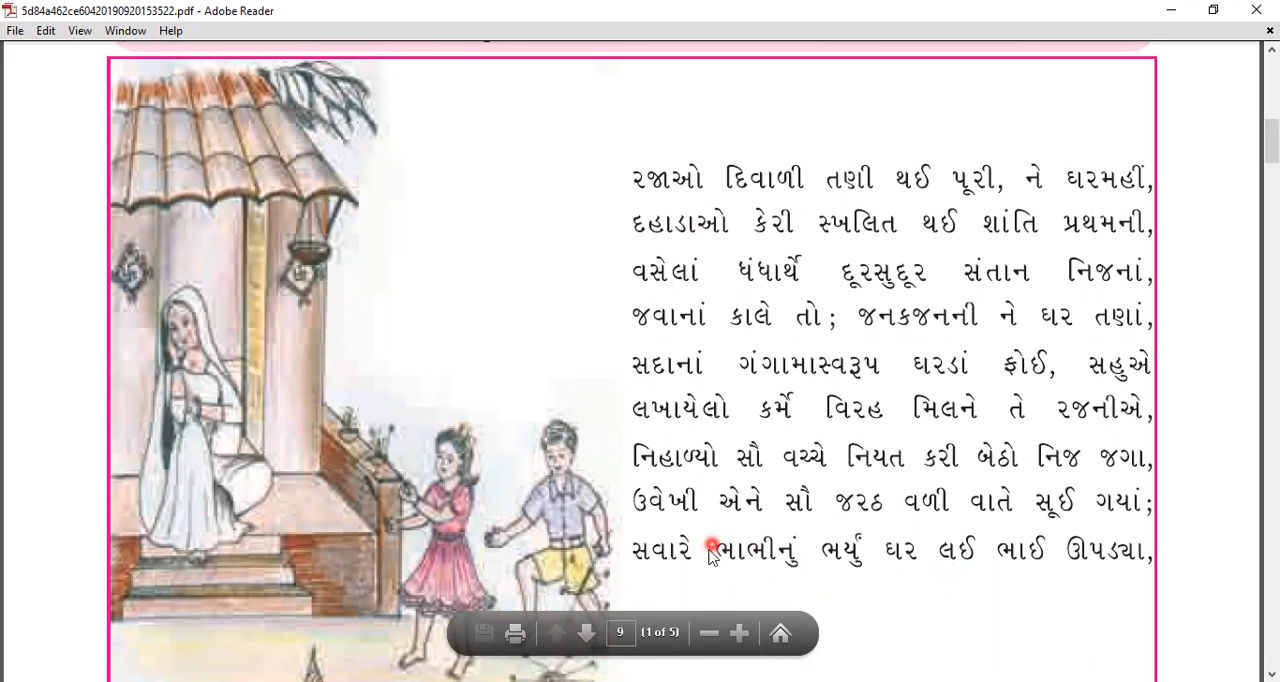 5d84a462ce60420190920153522.pdf - Adobe Reader
File Edit View Window Help
રજાઓ દિવાળી તણી થઈ પૂરી, ને ઘરમહીં,
દહાડાઓ કેરી સ્ખલિત થઈ શાંતિ પ્રથમની,
વસેલાં ધંધાર્થે દૂરસુદૂર સંતાન નિજનાં,
જવાનાં કાલે તો; જનકજનની ને ઘર તણાં,
સદાનાં ગંગામાસ્વરૂપ ઘરડાં ફોઈ, સહુએ
લખાયેલો કર્મે વિરહ મિલને તે રજનીએ,
નિહાળ્યો સૌ વચ્ચે નિયત કરી બેઠો નિજ જગા,
ઉવેખી એને સૌ જરઠ વળી વાતે સૂઈ ગયાં;
સવારે ભાભીનું ભર્યું ઘર લઈ ભાઈ ઊપડ્યા,
9 (1 of 5)